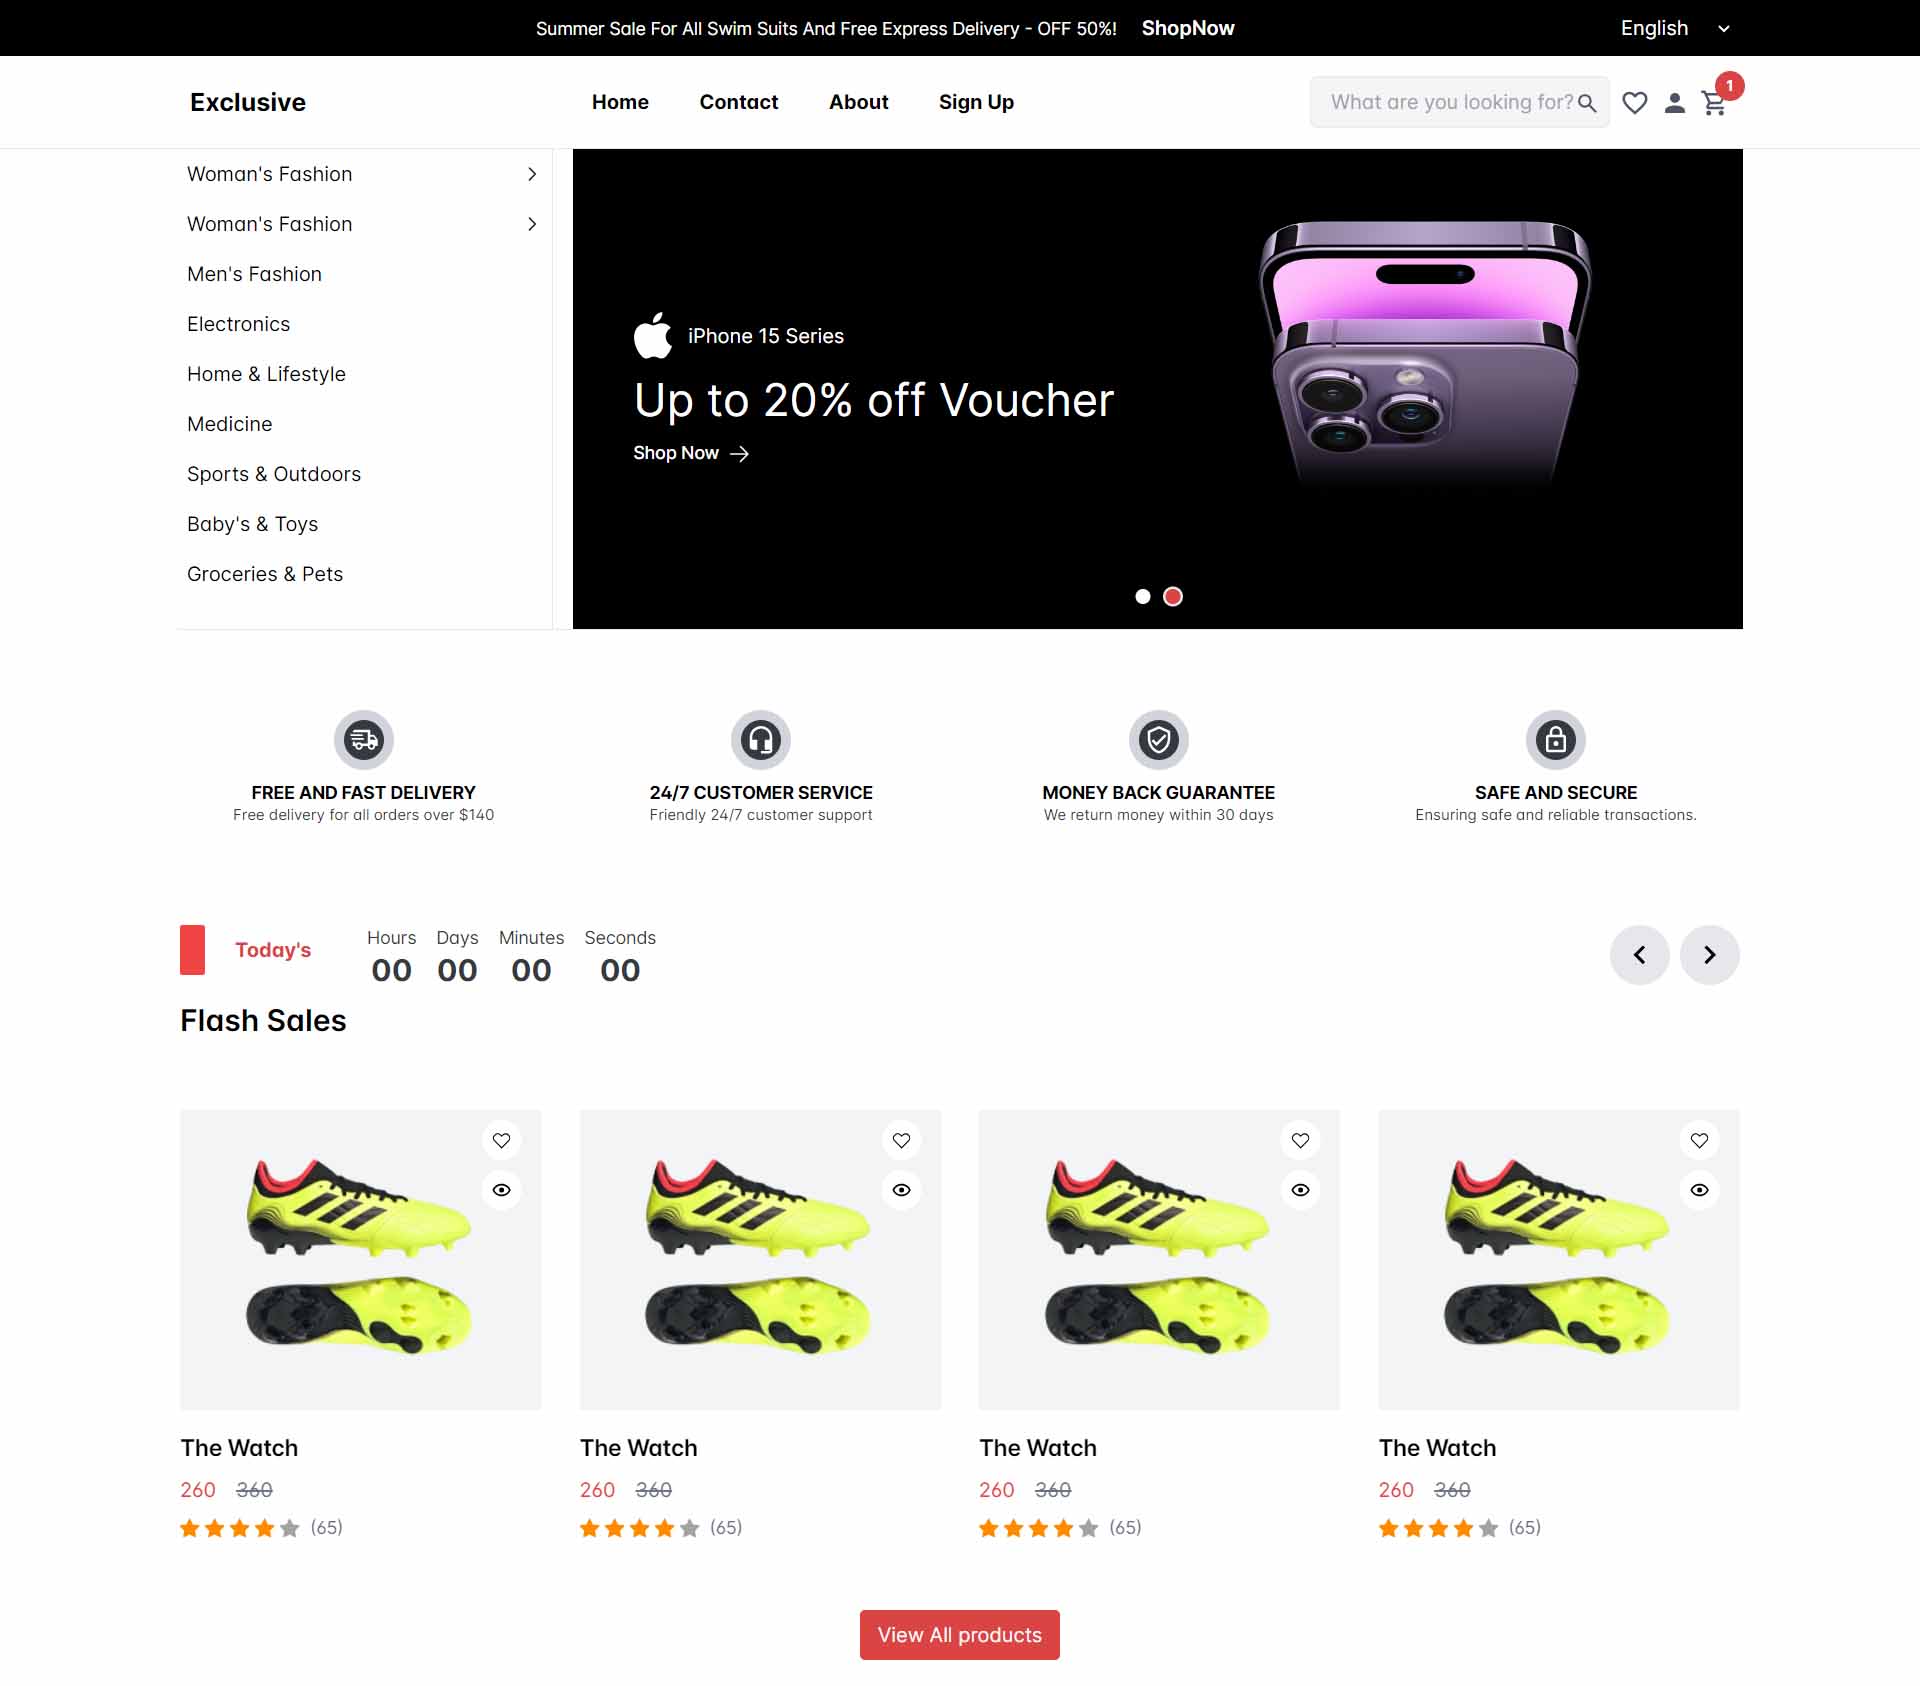 Summer Sale For All Swim Suits And Free Express Delivery - OFF 50%! ShopNow English
Exclusive Home Contact About Sign Up What are you looking for? 1
Woman's Fashion
Woman's Fashion
Men's Fashion
Electronics
Home & Lifestyle
Medicine
Sports & Outdoors
Baby's & Toys
Groceries & Pets
iPhone 15 Series
Up to 20% off Voucher
Shop Now
FREE AND FAST DELIVERY
Free delivery for all orders over $140
24/7 CUSTOMER SERVICE
Friendly 24/7 customer support
MONEY BACK GUARANTEE
We return money within 30 days
SAFE AND SECURE
Ensuring safe and reliable transactions.
Today's
Hours Days Minutes Seconds
00 00 00 00
Flash Sales
The Watch
260 360
(65)
The Watch
260 360
(65)
The Watch
260 360
(65)
The Watch
260 360
(65)
View All products